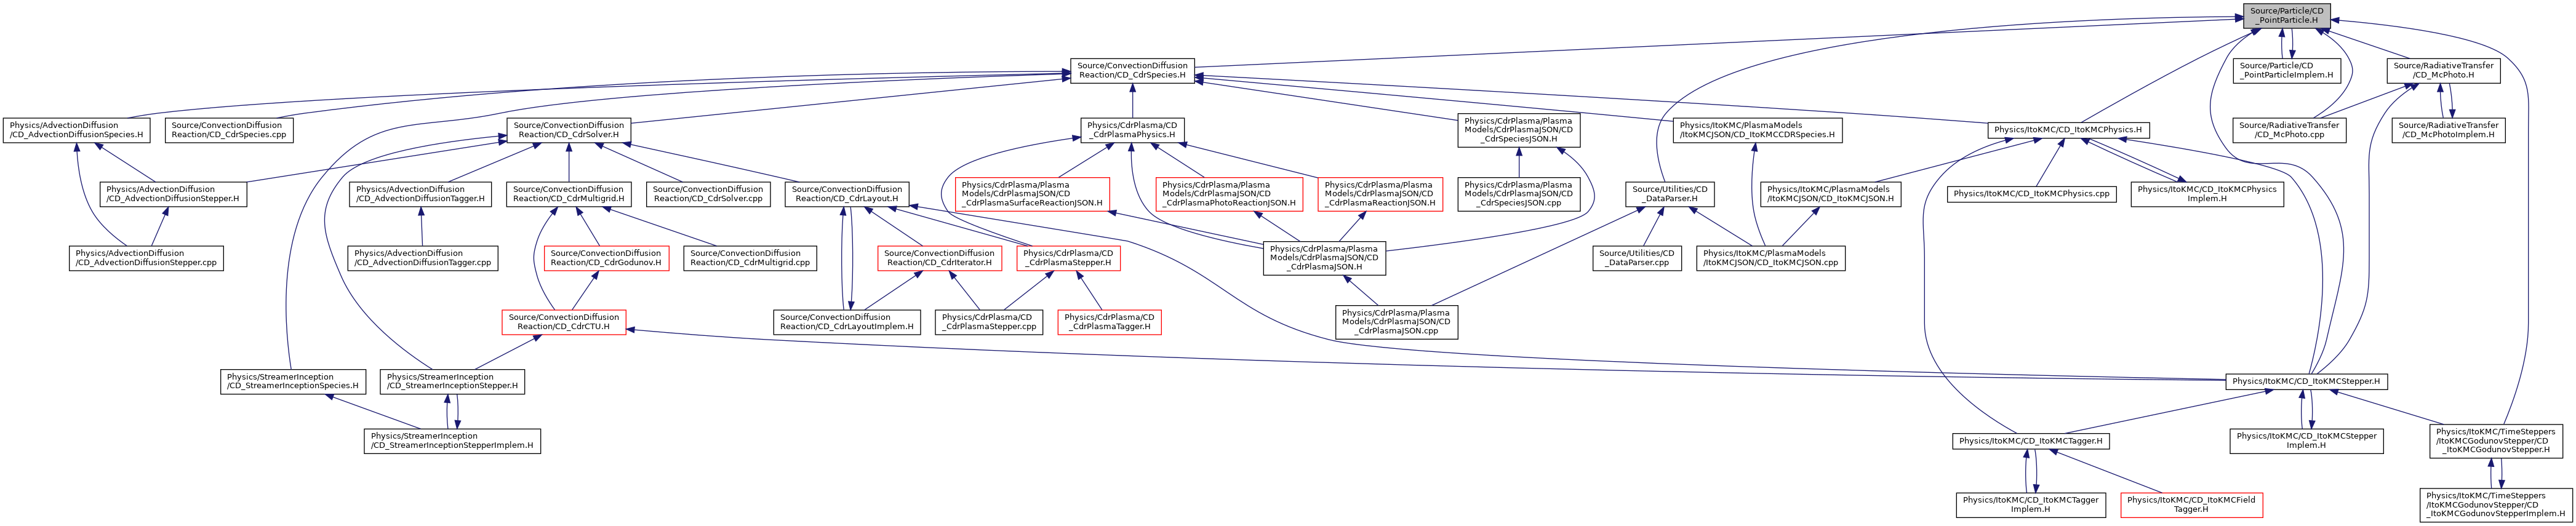 Source/Particle/CD
_PointParticle.H
Source/ConvectionDiffusion
Reaction/CD_CdrSpecies.H
Source/Particle/CD
_PointParticleImplem.H
Source/RadiativeTransfer
/CD_McPhoto.H
Physics/AdvectionDiffusion
/CD_AdvectionDiffusionSpecies.H
Source/ConvectionDiffusion
Reaction/CD_CdrSpecies.cpp
Source/ConvectionDiffusion
Reaction/CD_CdrSolver.H
Physics/CdrPlasma/CD
_CdrPlasmaPhysics.H
Physics/CdrPlasma/Plasma
Models/CdrPlasmaJSON/CD
_CdrSpeciesJSON.H
Physics/ItoKMC/PlasmaModels
/ItoKMCJSON/CD_ItoKMCCDRSpecies.H
Physics/ItoKMC/CD_ItoKMCPhysics.H
Source/RadiativeTransfer
/CD_McPhoto.cpp
Source/RadiativeTransfer
/CD_McPhotoImplem.H
Physics/AdvectionDiffusion
/CD_AdvectionDiffusionStepper.H
Physics/AdvectionDiffusion
/CD_AdvectionDiffusionTagger.H
Source/ConvectionDiffusion
Reaction/CD_CdrMultigrid.H
Source/ConvectionDiffusion
Reaction/CD_CdrSolver.cpp
Source/ConvectionDiffusion
Reaction/CD_CdrLayout.H
Physics/CdrPlasma/Plasma
Models/CdrPlasmaJSON/CD
_CdrPlasmaSurfaceReactionJSON.H
Physics/CdrPlasma/Plasma
Models/CdrPlasmaJSON/CD
_CdrPlasmaPhotoReactionJSON.H
Physics/CdrPlasma/Plasma
Models/CdrPlasmaJSON/CD
_CdrPlasmaReactionJSON.H
Physics/CdrPlasma/Plasma
Models/CdrPlasmaJSON/CD
_CdrSpeciesJSON.cpp
Source/Utilities/CD
_DataParser.H
Physics/ItoKMC/PlasmaModels
/ItoKMCJSON/CD_ItoKMCJSON.H
Physics/ItoKMC/CD_ItoKMCPhysics.cpp
Physics/ItoKMC/CD_ItoKMCPhysics
Implem.H
Physics/AdvectionDiffusion
/CD_AdvectionDiffusionStepper.cpp
Physics/AdvectionDiffusion
/CD_AdvectionDiffusionTagger.cpp
Source/ConvectionDiffusion
Reaction/CD_CdrGodunov.H
Source/ConvectionDiffusion
Reaction/CD_CdrMultigrid.cpp
Source/ConvectionDiffusion
Reaction/CD_CdrIterator.H
Physics/CdrPlasma/CD
_CdrPlasmaStepper.H
Physics/CdrPlasma/Plasma
Models/CdrPlasmaJSON/CD
_CdrPlasmaJSON.H
Source/Utilities/CD
_DataParser.cpp
Physics/ItoKMC/PlasmaModels
/ItoKMCJSON/CD_ItoKMCJSON.cpp
Source/ConvectionDiffusion
Reaction/CD_CdrCTU.H
Source/ConvectionDiffusion
Reaction/CD_CdrLayoutImplem.H
Physics/CdrPlasma/CD
_CdrPlasmaStepper.cpp
Physics/CdrPlasma/CD
_CdrPlasmaTagger.H
Physics/CdrPlasma/Plasma
Models/CdrPlasmaJSON/CD
_CdrPlasmaJSON.cpp
Physics/StreamerInception
/CD_StreamerInceptionSpecies.H
Physics/StreamerInception
/CD_StreamerInceptionStepper.H
Physics/ItoKMC/CD_ItoKMCStepper.H
Physics/StreamerInception
/CD_StreamerInceptionStepperImplem.H
Physics/ItoKMC/CD_ItoKMCTagger.H
Physics/ItoKMC/CD_ItoKMCStepper
Implem.H
Physics/ItoKMC/TimeSteppers
/ItoKMCGodunovStepper/CD
_ItoKMCGodunovStepper.H
Physics/ItoKMC/CD_ItoKMCTagger
Implem.H
Physics/ItoKMC/CD_ItoKMCField
Tagger.H
Physics/ItoKMC/TimeSteppers
/ItoKMCGodunovStepper/CD
_ItoKMCGodunovStepperImplem.H